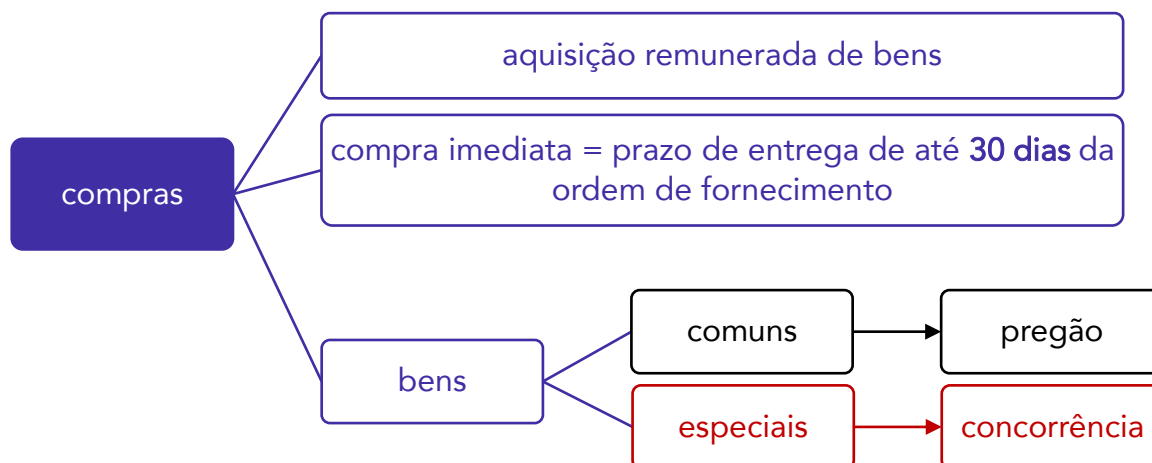 aquisição remunerada de bens
compras
compra imediata = prazo de entrega de até 30 dias da
ordem de fornecimento
bens
comuns
pregão
especiais
concorrência